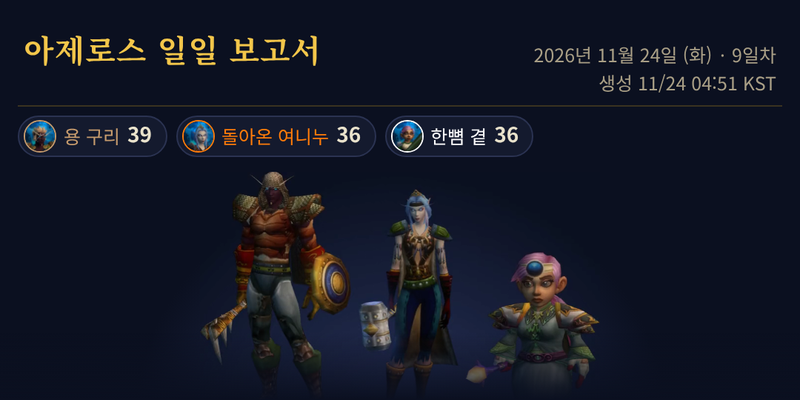 아제로스 일일 보고서
2026년 11월 24일 (화) · 9일차
생성 11/24 04:51 KST
용 구리 39
돌아온 여니누 36
한뼘 곁 36